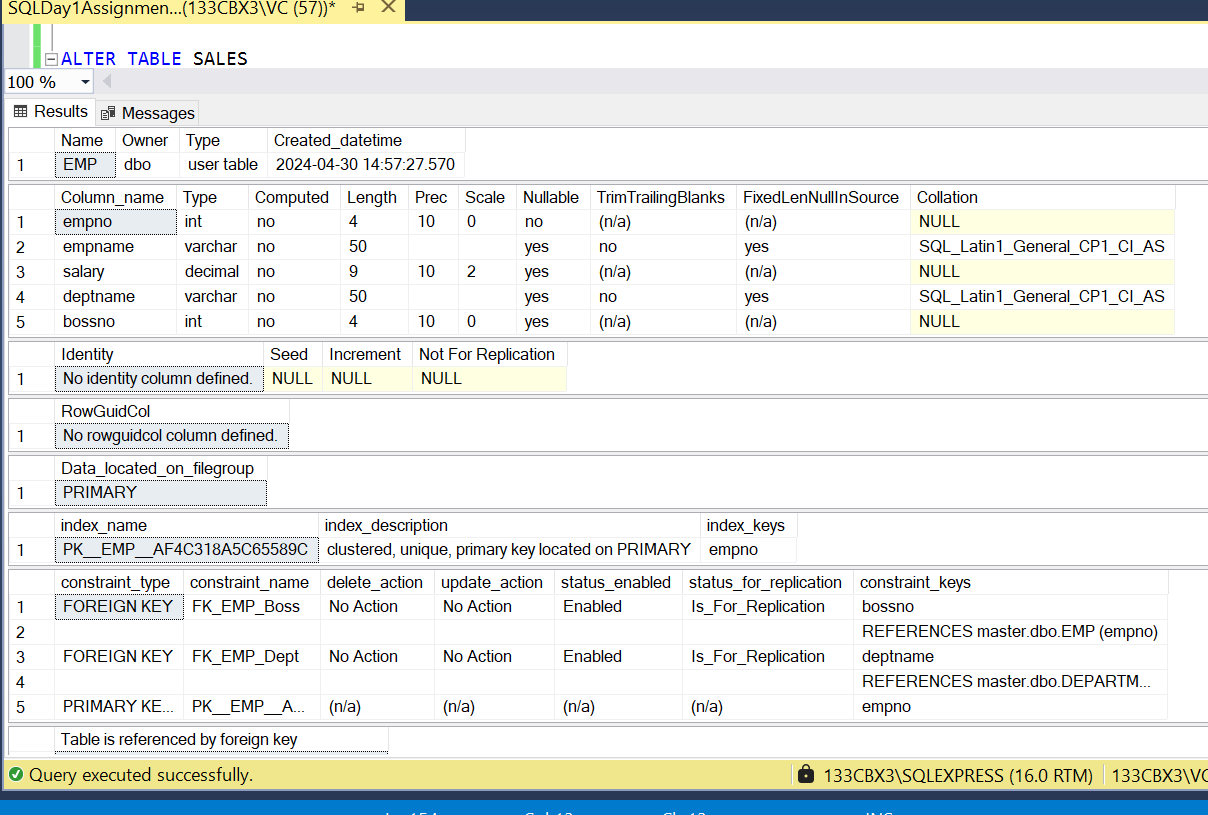 SQLDay1Assignmen...(133CBX3\VC (57))*
ALTER TABLE SALES
100 %
Results Messages
Name Owner Type Created_datetime
1 EMP dbo user table 2024-04-30 14:57:27.570
Column_name Type Computed Length Prec Scale Nullable TrimTrailingBlanks FixedLenNullInSource Collation
1 empno int no 4 10 0 no (n/a) (n/a) NULL
2 empname varchar no 50 yes no yes SQL_Latin1_General_CP1_CI_AS
3 salary decimal no 9 10 2 yes (n/a) (n/a) NULL
4 deptname varchar no 50 yes no yes SQL_Latin1_General_CP1_CI_AS
5 bossno int no 4 10 0 yes (n/a) (n/a) NULL
Identity Seed Increment Not For Replication
1 No identity column defined. NULL NULL NULL
RowGuidCol
1 No rowguidcol column defined.
Data_located_on_filegroup
1 PRIMARY
index_name index_description index_keys
1 PK__EMP__AF4C318A5C65589C clustered, unique, primary key located on PRIMARY empno
constraint_type constraint_name delete_action update_action status_enabled status_for_replication constraint_keys
1 FOREIGN KEY FK_EMP_Boss No Action No Action Enabled Is_For_Replication bossno
2 REFERENCES master.dbo.EMP (empno)
3 FOREIGN KEY FK_EMP_Dept No Action No Action Enabled Is_For_Replication deptname
4 REFERENCES master.dbo.DEPARTM...
5 PRIMARY KE... PK__EMP__A... (n/a) (n/a) (n/a) (n/a) empno
Table is referenced by foreign key
Query executed successfully. 133CBX3\SQLEXPRESS (16.0 RTM) 133CBX3\VC